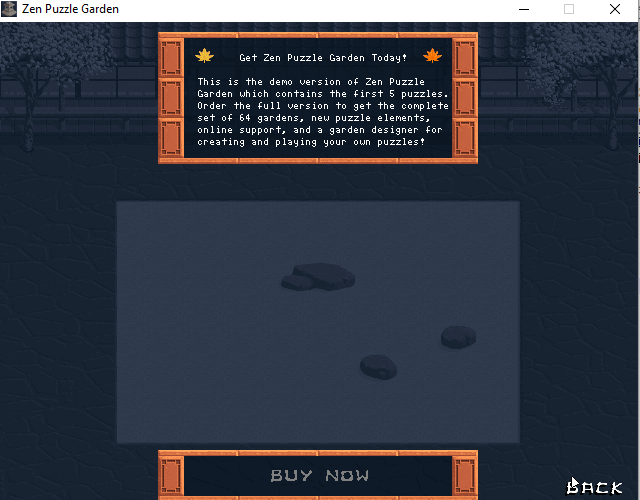 Zen Puzzle Garden
Get Zen Puzzle Garden Today!
This is the demo version of Zen Puzzle
Garden which contains the first 5 puzzles.
Order the full version to get the complete
set of 64 gardens, new puzzle elements,
online support, and a garden designer for
creating and playing your own puzzles!
BUY NOW
BACK